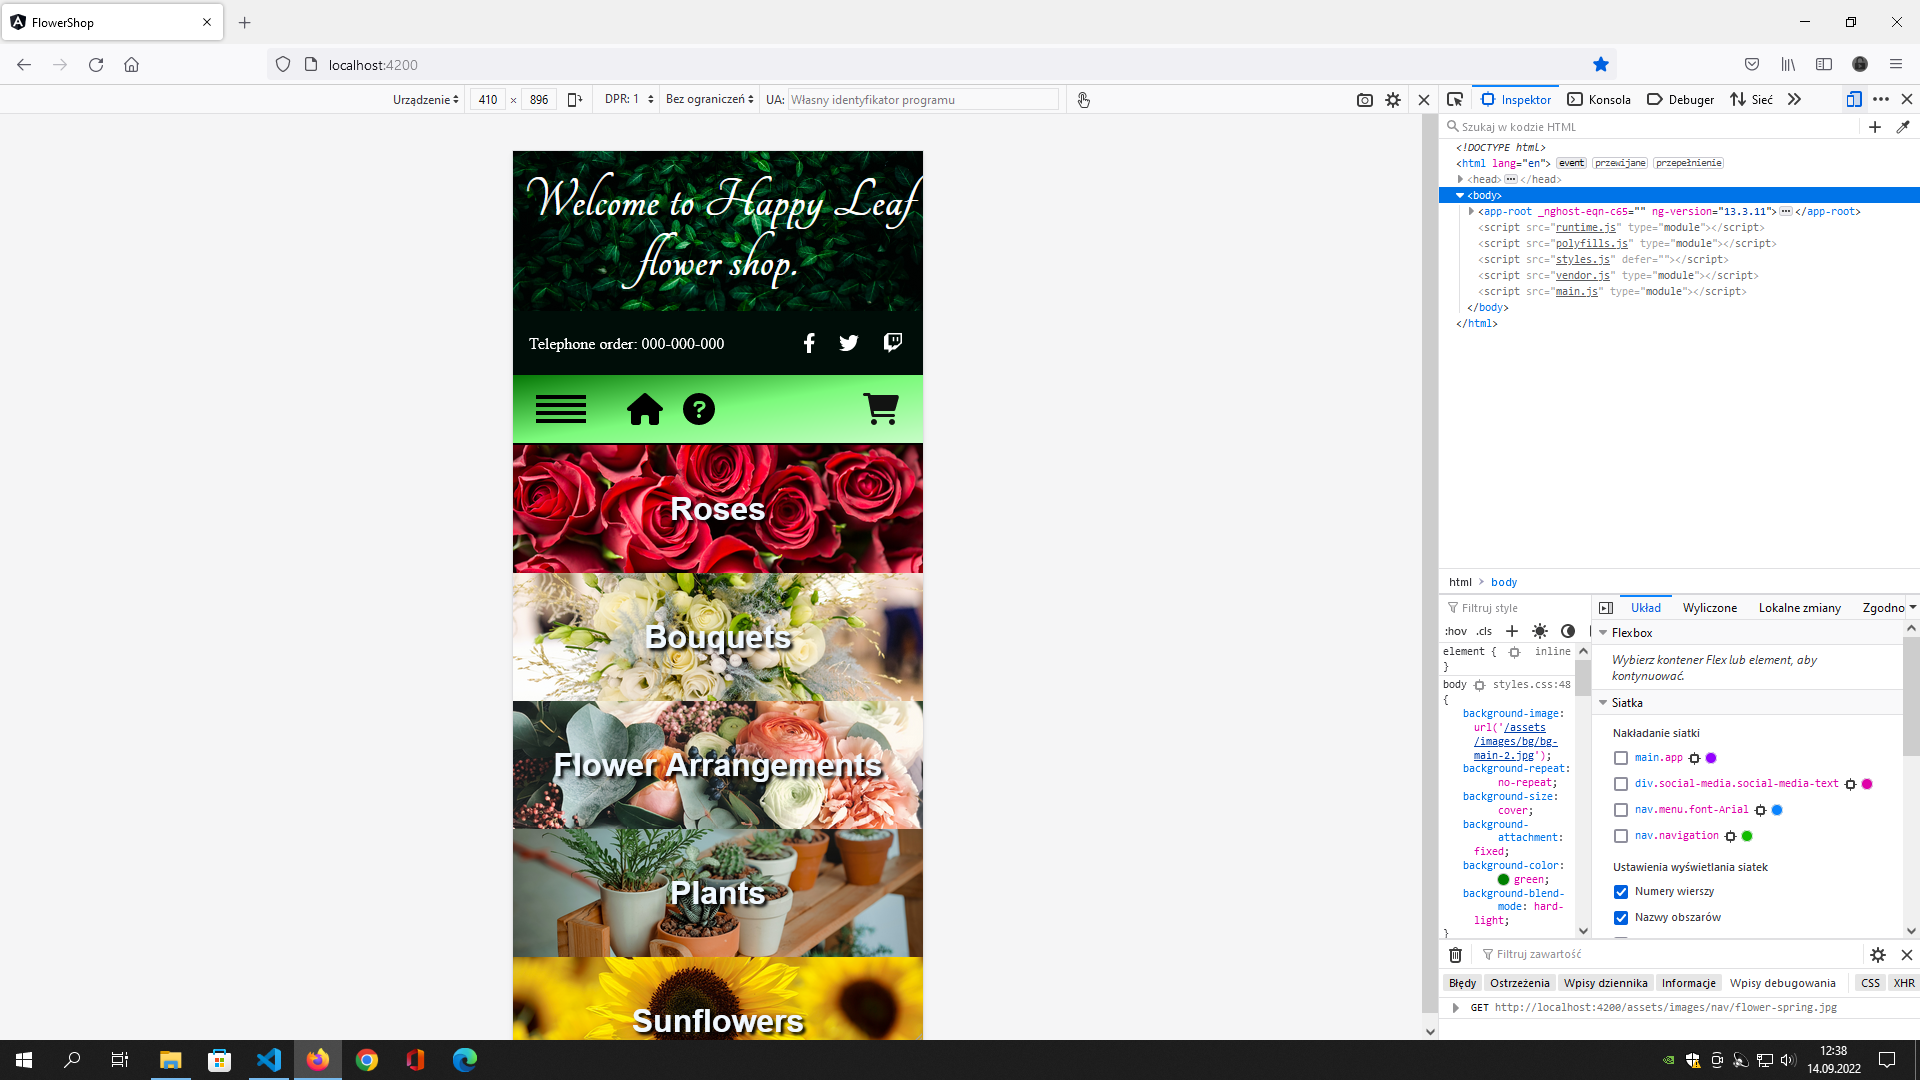 FlowerShop
localhost:4200
Urządzenie 410 × 896 DPR: 1 Bez ograniczeń UA: Własny identyfikator programu
Inspektor Konsola Debuger Sieć
Szukaj w kodzie HTML
<!DOCTYPE html>
<html lang="en"> event przewijane przepełnienie
<head> </head>
<body>
<app-root _nghost-eqn-c65="" ng-version="13.3.11"> </app-root>
<script src="runtime.js" type="module"></script>
<script src="polyfills.js" type="module"></script>
<script src="styles.js" defer=""></script>
<script src="vendor.js" type="module"></script>
<script src="main.js" type="module"></script>
</body>
</html>
Welcome to Happy Leaf
flower shop.
Telephone order: 000-000-000
Roses
Bouquets
Flower Arrangements
Plants
Sunflowers
html body
Filtruj style
:hov .cls
element { inline
}
body styles.css:48
{
background-image:
url('/assets
/images/bg/bg-
main-2.jpg');
background-repeat:
no-repeat;
background-size:
cover;
background-
attachment:
fixed;
background-color:
green;
background-blend-
mode: hard-
light;
}
Układ Wyliczone Lokalne zmiany Zgodno
Flexbox
Wybierz kontener Flex lub element, aby
kontynuować.
Siatka
Nakładanie siatki
main.app
div.social-media.social-media-text
nav.menu.font-Arial
nav.navigation
Ustawienia wyświetlania siatek
Numery wierszy
Nazwy obszarów
Filtruj zawartość
Błędy Ostrzeżenia Wpisy dziennika Informacje Wpisy debugowania CSS XHR
GET http://localhost:4200/assets/images/nav/flower-spring.jpg
12:38
14.09.2022